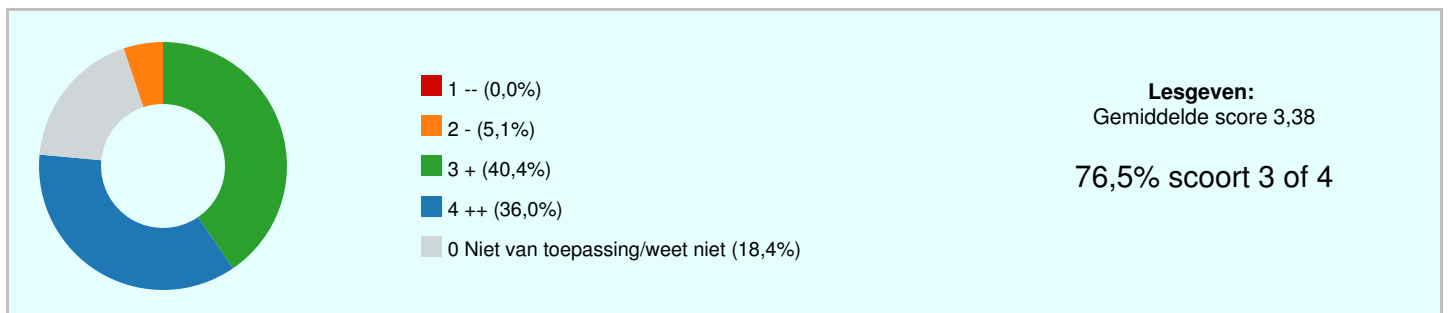 1 -- (0,0%)
2 - (5,1%)
3 + (40,4%)
4 ++ (36,0%)
0 Niet van toepassing/weet niet (18,4%)
Lesgeven:
Gemiddelde score 3,38
76,5% scoort 3 of 4